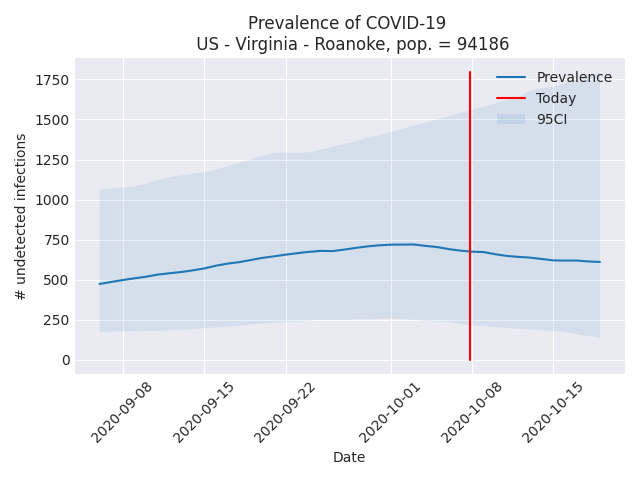 Prevalence of COVID-19
US - Virginia - Roanoke, pop. = 94186
Prevalence
Today
95CI
# undetected infections
1750
1500
1250
1000
750
500
250
0
2020-09-08
2020-09-15
2020-09-22
2020-10-01
2020-10-08
2020-10-15
Date